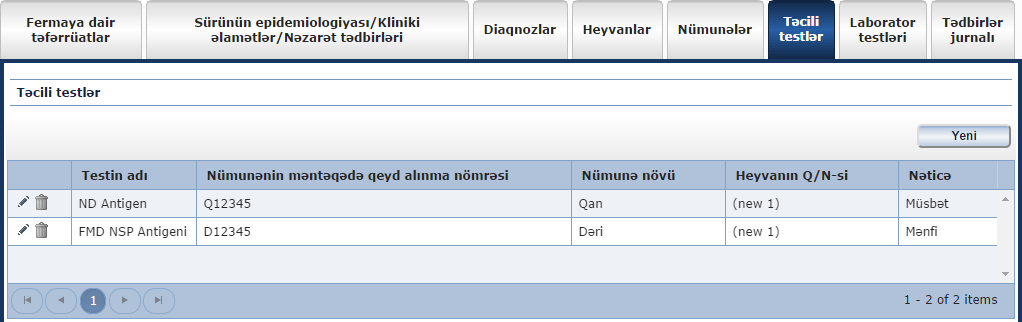 Fermaya dair
təfərrüatlar
Sürünün epidemiologiyası/Kliniki
əlamətlər/Nəzarət tədbirləri
Diaqnozlar
Heyvanlar
Nümunələr
Təcili
testlər
Laborator
testləri
Tədbirlər
jurnalı
Təcili testlər
Yeni
Testin adı Nümunənin məntəqədə qeyd alınma nömrəsi Nümunə növü Heyvanın Q/N-si Nəticə
ND Antigen Q12345 Qan (new 1) Müsbət
FMD NSP Antigeni D12345 Dəri (new 1) Mənfi
1 1 - 2 of 2 items